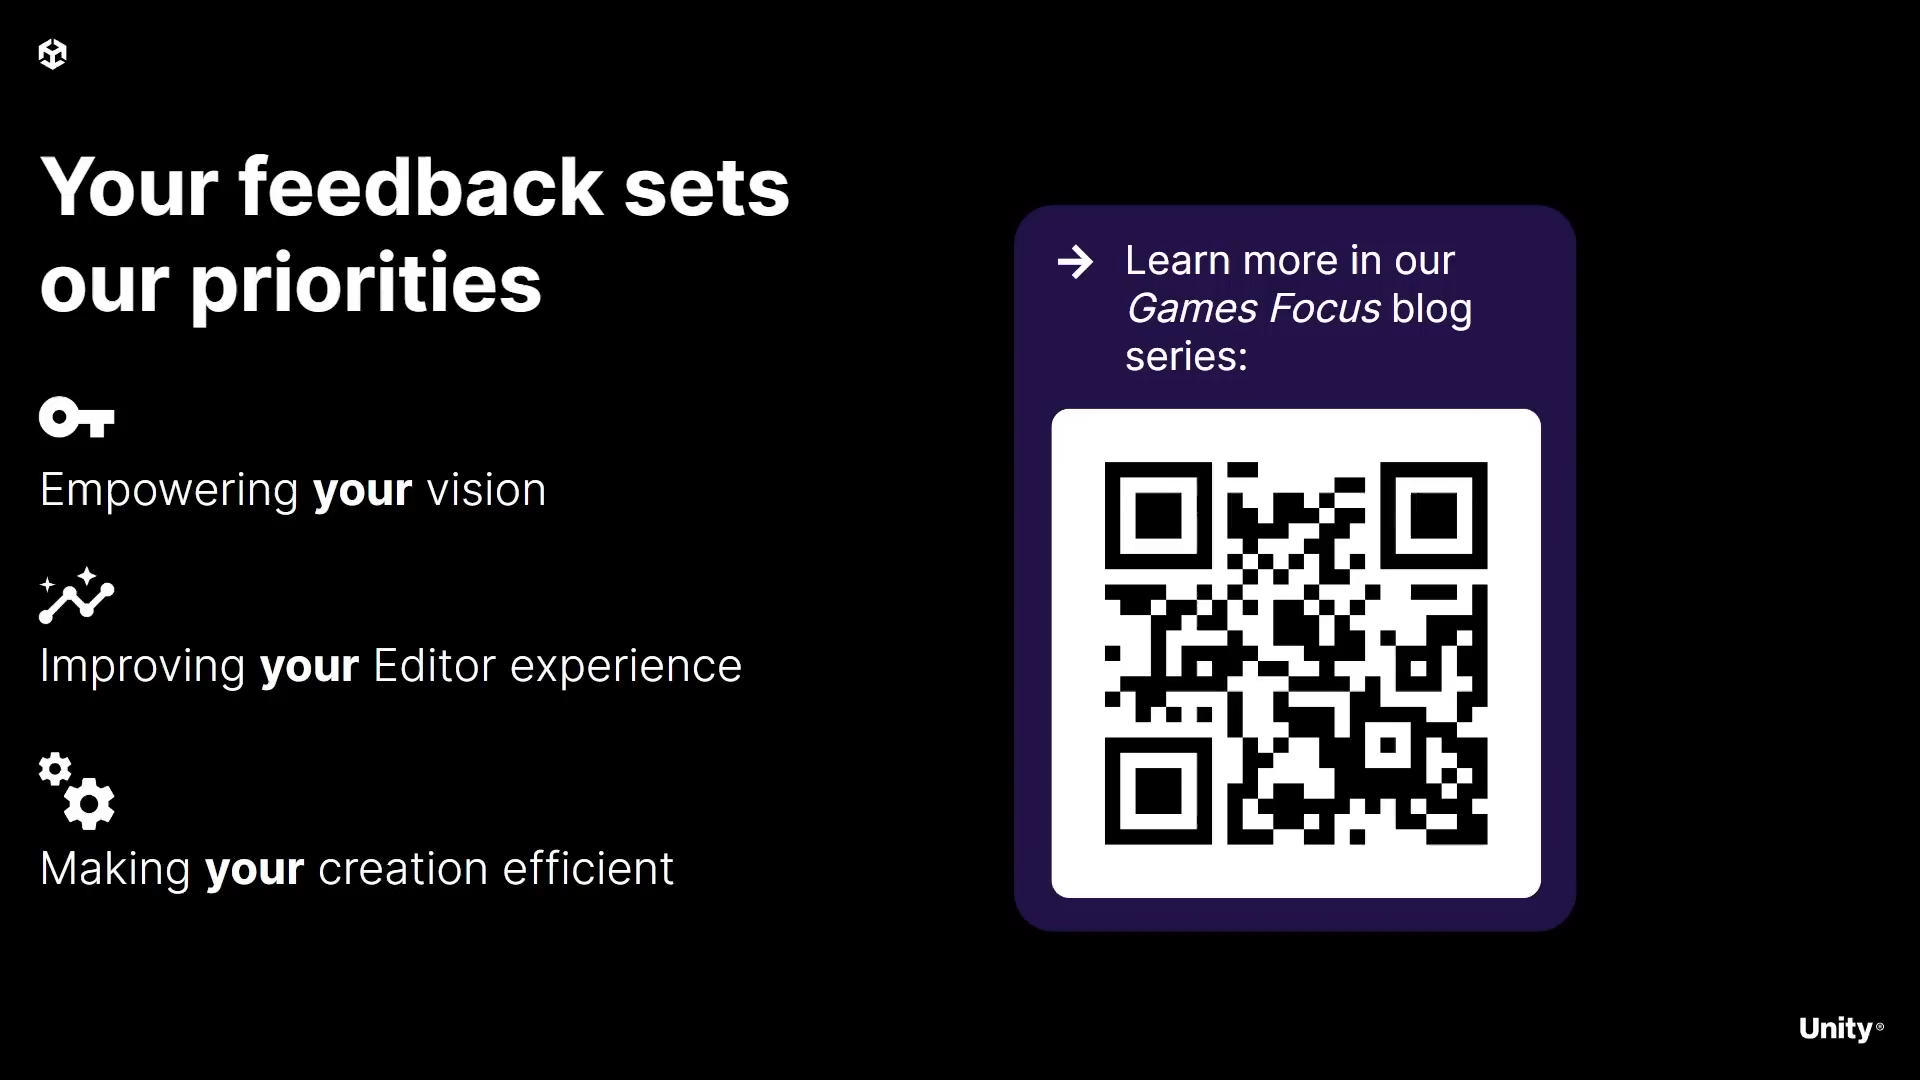 Your feedback sets
our priorities
Empowering your vision
Improving your Editor experience
Making your creation efficient
Learn more in our
Games Focus blog
series:
Unity®